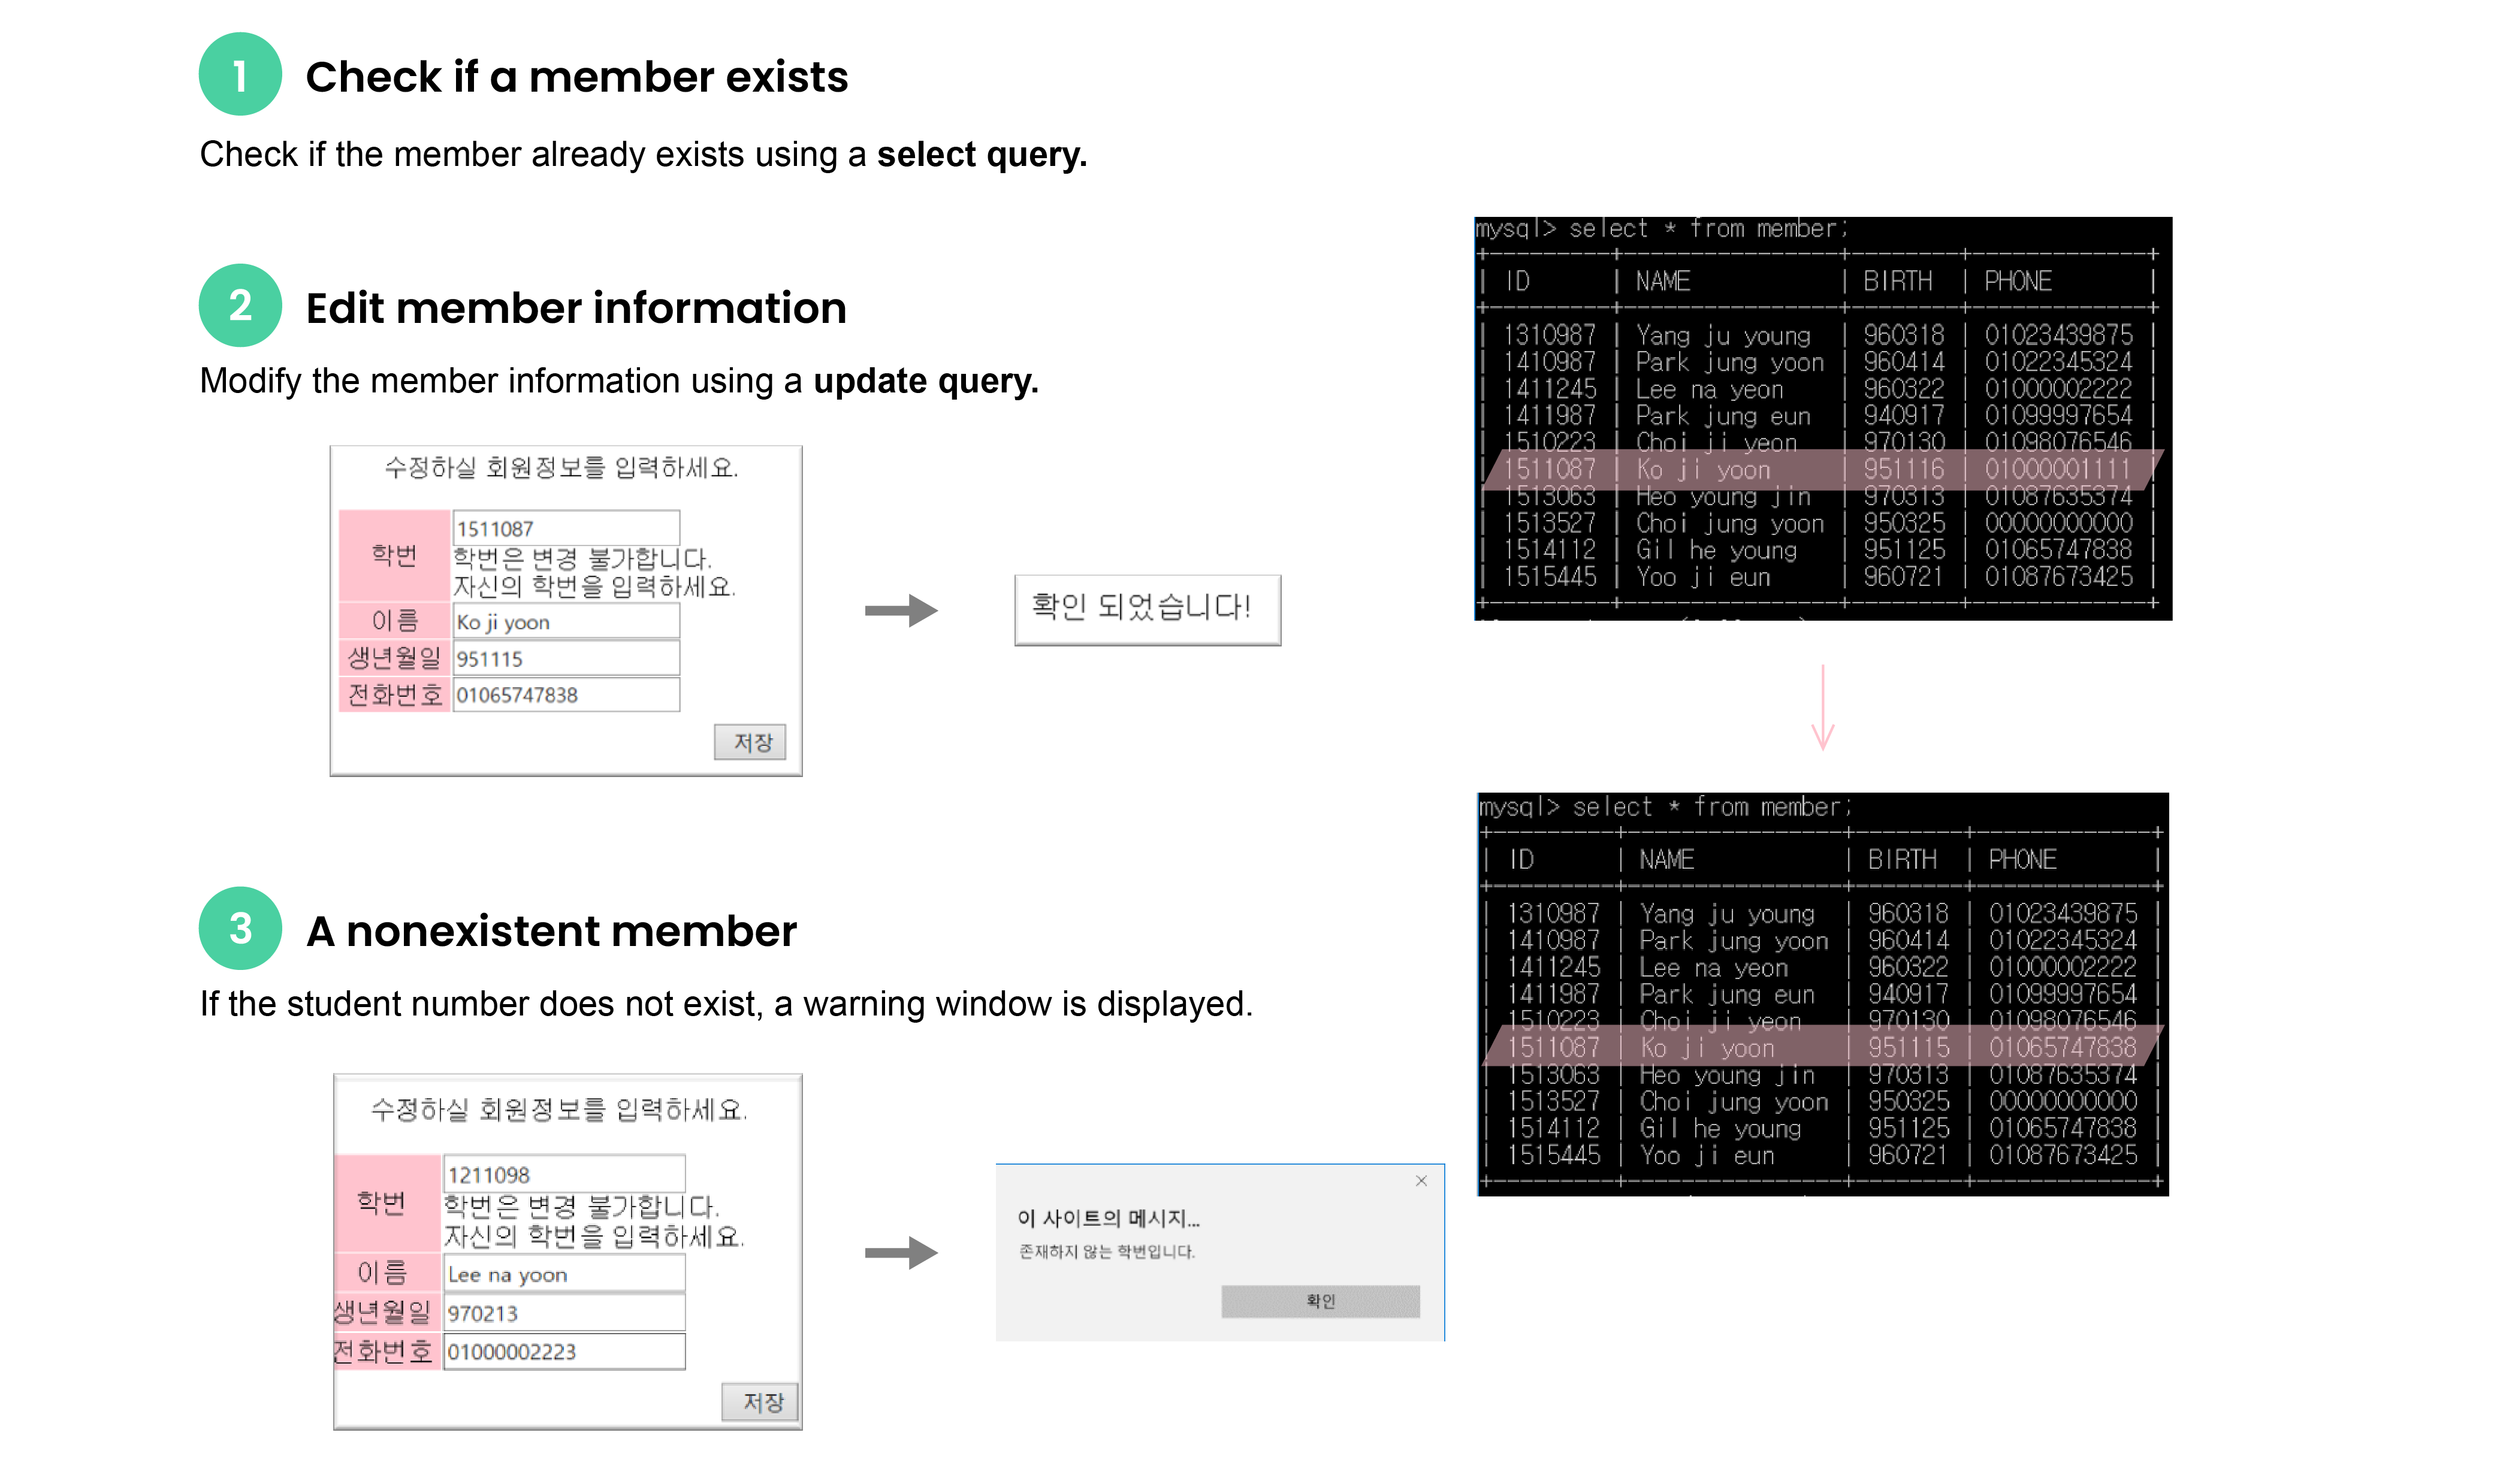 1 Check if a member exists
Check if the member already exists using a select query.
2 Edit member information
Modify the member information using a update query.
수정하실 회원정보를 입력하세요.
학번 1511087
학번은 변경 불가합니다.
자신의 학번을 입력하세요.
이름 Ko ji yoon
생년월일 951115
전화번호 01065747838
저장
확인 되었습니다!
3 A nonexistent member
If the student number does not exist, a warning window is displayed.
수정하실 회원정보를 입력하세요.
학번 1211098
학번은 변경 불가합니다.
자신의 학번을 입력하세요.
이름 Lee na yoon
생년월일 970213
전화번호 01000002223
저장
이 사이트의 메시지...
존재하지 않는 학번입니다.
확인
mysql> select * from member;
| ID | NAME | BIRTH | PHONE |
| 1310987 | Yang ju young | 960318 | 01023439875 |
| 1410987 | Park jung yoon | 960414 | 01022345324 |
| 1411245 | Lee na yeon | 960322 | 01000002222 |
| 1411987 | Park jung eun | 940917 | 01099997654 |
| 1510223 | Choi ji yeon | 970130 | 01098076546 |
| 1511087 | Ko ji yoon | 951116 | 01000001111 |
| 1513063 | Heo young jin | 970313 | 01087635374 |
| 1513527 | Choi jung yoon | 950325 | 00000000000 |
| 1514112 | Gil he young | 951125 | 01065747838 |
| 1515445 | Yoo ji eun | 960721 | 01087673425 |
mysql> select * from member;
| ID | NAME | BIRTH | PHONE |
| 1310987 | Yang ju young | 960318 | 01023439875 |
| 1410987 | Park jung yoon | 960414 | 01022345324 |
| 1411245 | Lee na yeon | 960322 | 01000002222 |
| 1411987 | Park jung eun | 940917 | 01099997654 |
| 1510223 | Choi ji yeon | 970130 | 01098076546 |
| 1511087 | Ko ji yoon | 951115 | 01065747838 |
| 1513063 | Heo young jin | 970313 | 01087635374 |
| 1513527 | Choi jung yoon | 950325 | 00000000000 |
| 1514112 | Gil he young | 951125 | 01065747838 |
| 1515445 | Yoo ji eun | 960721 | 01087673425 |